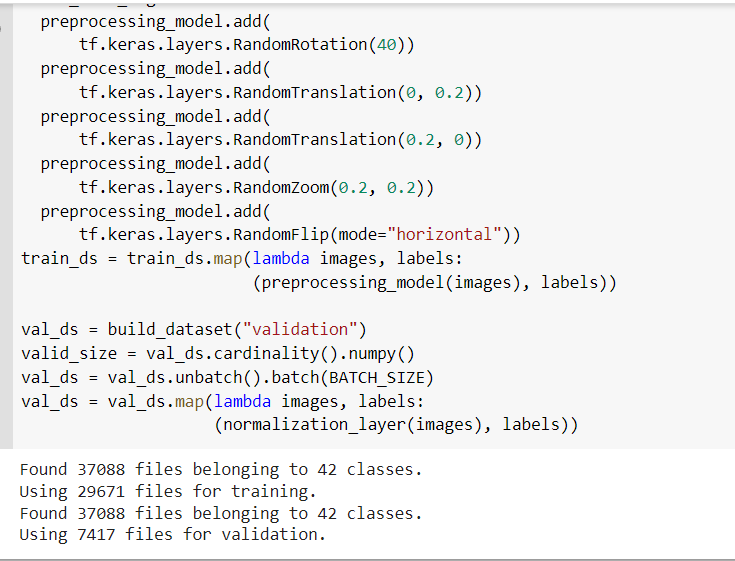 preprocessing_model.add(
tf.keras.layers.RandomRotation(40))
preprocessing_model.add(
tf.keras.layers.RandomTranslation(0, 0.2))
preprocessing_model.add(
tf.keras.layers.RandomTranslation(0.2, 0))
preprocessing_model.add(
tf.keras.layers.RandomZoom(0.2, 0.2))
preprocessing_model.add(
tf.keras.layers.RandomFlip(mode="horizontal"))
train_ds = train_ds.map(lambda images, labels:
(preprocessing_model(images), labels))
val_ds = build_dataset("validation")
valid_size = val_ds.cardinality().numpy()
val_ds = val_ds.unbatch().batch(BATCH_SIZE)
val_ds = val_ds.map(lambda images, labels:
(normalization_layer(images), labels))
Found 37088 files belonging to 42 classes.
Using 29671 files for training.
Found 37088 files belonging to 42 classes.
Using 7417 files for validation.